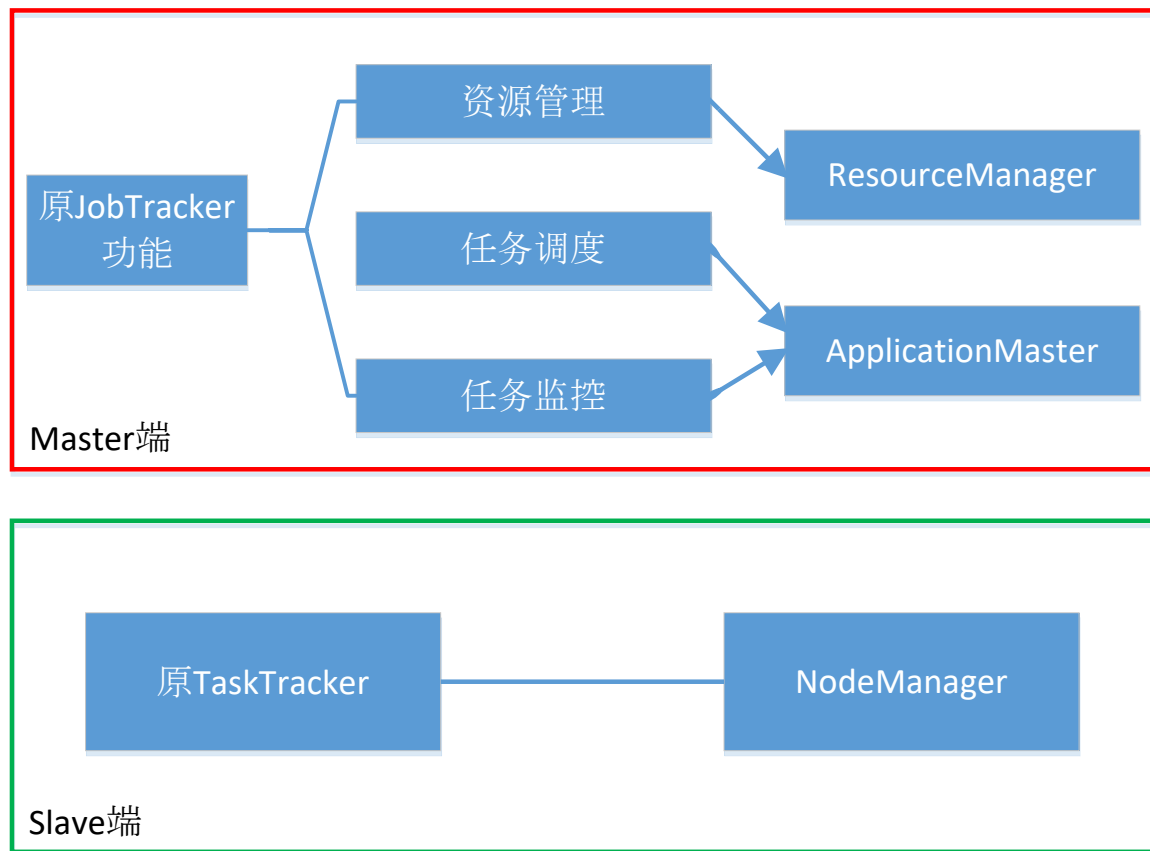 资源管理
ResourceManager
原JobTracker
功能
任务调度
ApplicationMaster
任务监控
Master端
原TaskTracker
NodeManager
Slave端